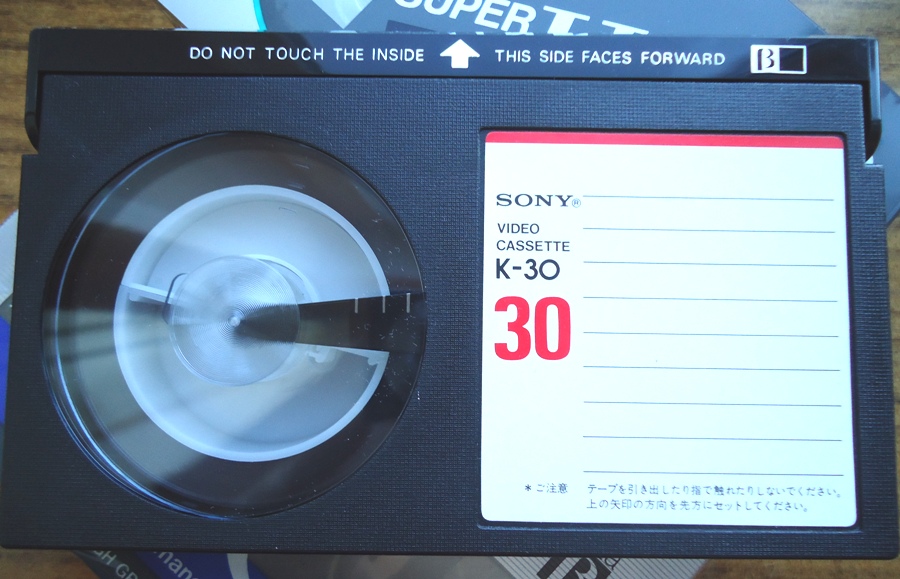 SUPER
DO NOT TOUCH THE INSIDE THIS SIDE FACES FORWARD β
SONY®
VIDEO
CASSETTE
K-30
30
*ご注意 テープを引き出したり指で触れたりしないでください。
上の矢印の方向を先方にセットしてください。